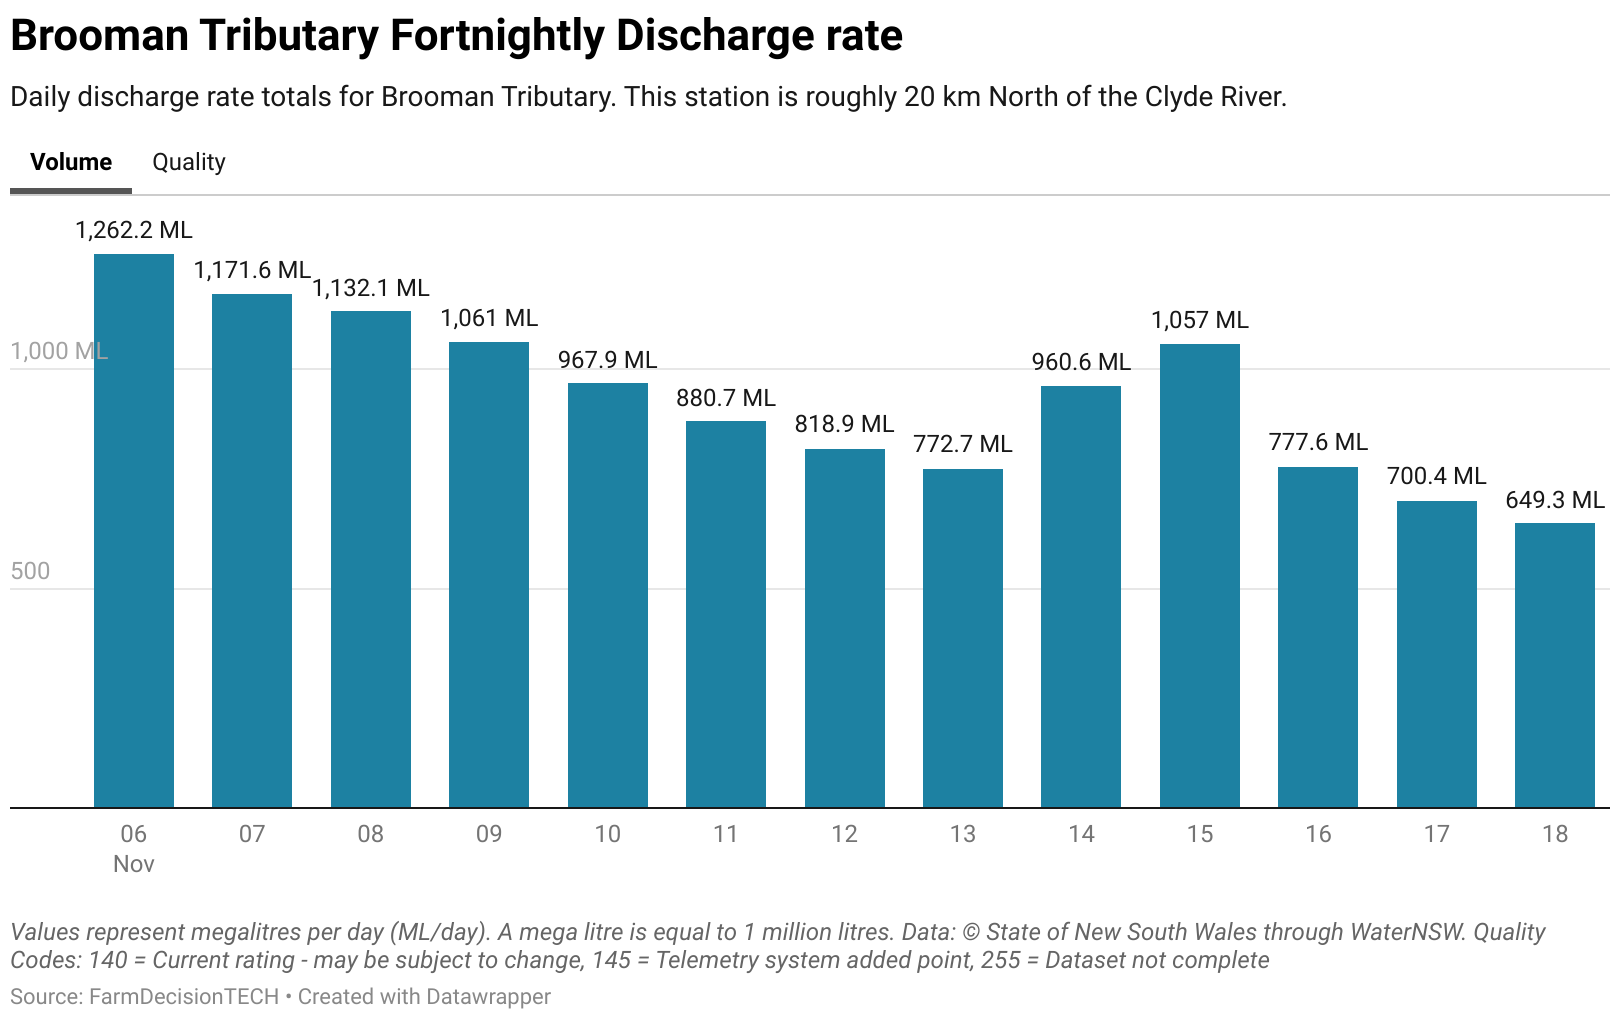 Brooman Tributary Fortnightly Discharge rate
Daily discharge rate totals for Brooman Tributary. This station is roughly 20 km North of the Clyde River.
Volume Quality
1,262.2 ML
1,171.6 ML
1,132.1 ML
1,061 ML
967.9 ML
880.7 ML
818.9 ML
772.7 ML
960.6 ML
1,057 ML
777.6 ML
700.4 ML
649.3 ML
1,000 ML
500
06 07 08 09 10 11 12 13 14 15 16 17 18
Nov
Values represent megalitres per day (ML/day). A mega litre is equal to 1 million litres. Data: © State of New South Wales through WaterNSW. Quality
Codes: 140 = Current rating - may be subject to change, 145 = Telemetry system added point, 255 = Dataset not complete
Source: FarmDecisionTECH • Created with Datawrapper